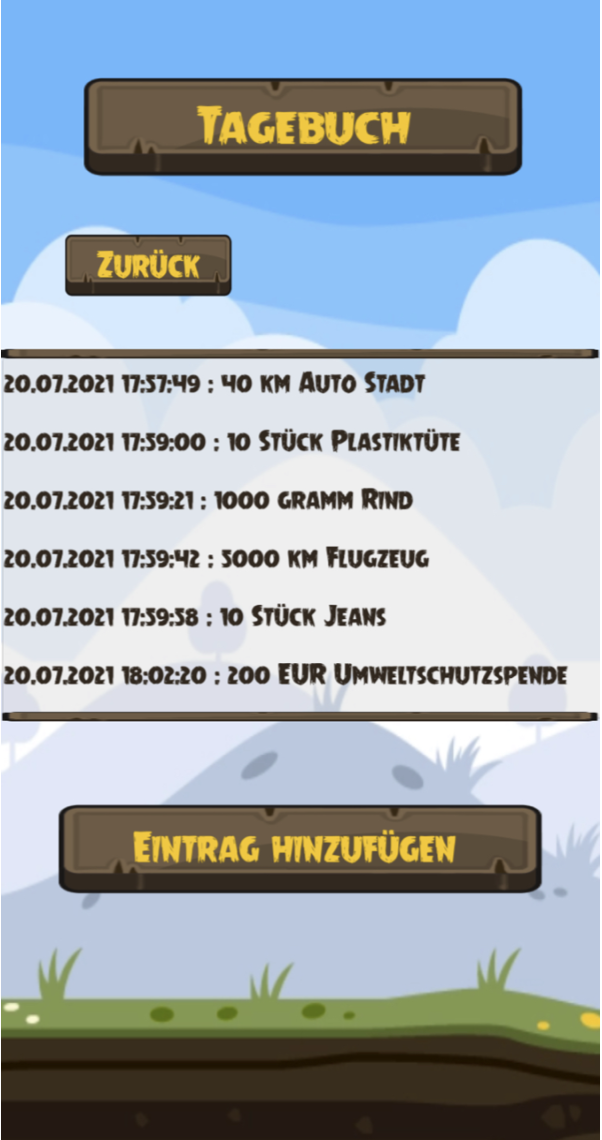 Tagebuch
Zurück
20.07.2021 17:57:49 : 40 km Auto Stadt
20.07.2021 17:59:00 : 10 Stück Plastiktüte
20.07.2021 17:59:21 : 1000 gramm Rind
20.07.2021 17:59:42 : 5000 km Flugzeug
20.07.2021 17:59:58 : 10 Stück Jeans
20.07.2021 18:02:20 : 200 EUR Umweltschutzspende
Eintrag hinzufügen